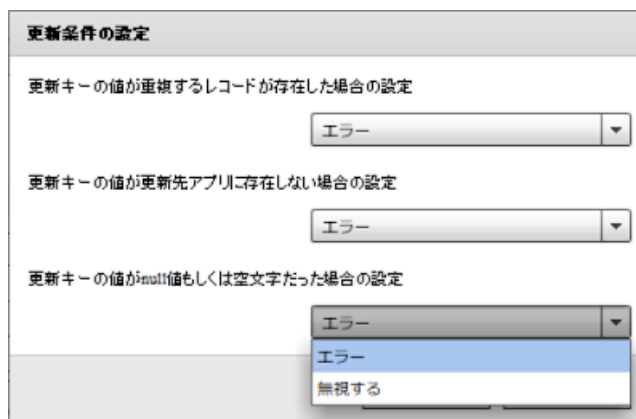 更新条件の設定
更新キーの値が重複するレコードが存在した場合の設定
エラー
更新キーの値が更新先アプリに存在しない場合の設定
エラー
更新キーの値がnull値もしくは空文字だった場合の設定
エラー
エラー
無視する